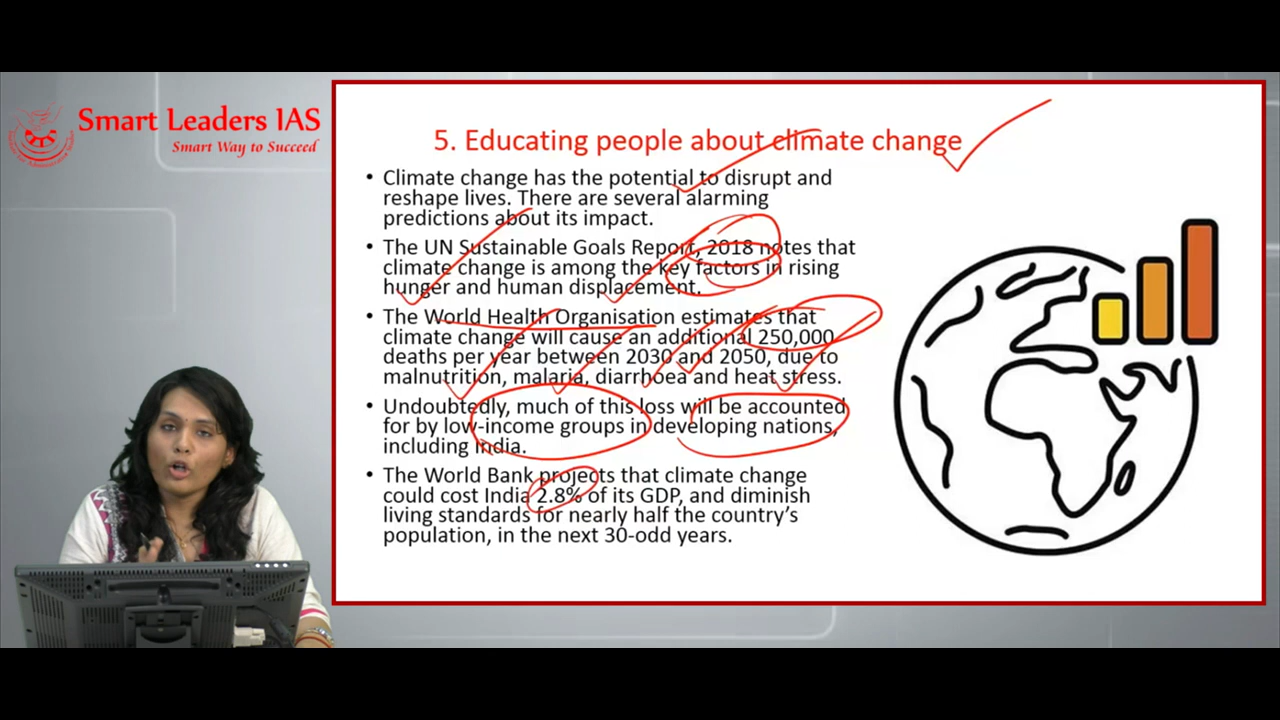 Smart Leaders IAS
Smart Way to Succeed
5. Educating people about climate change
• Climate change has the potential to disrupt and
reshape lives. There are several alarming
predictions about its impact.
• The UN Sustainable Goals Report, 2018 notes that
climate change is among the key factors in rising
hunger and human displacement.
• The World Health Organisation estimates that
climate change will cause an additional 250,000
deaths per year between 2030 and 2050, due to
malnutrition, malaria, diarrhoea and heat stress.
• Undoubtedly, much of this loss will be accounted
for by low-income groups in developing nations,
including India.
• The World Bank projects that climate change
could cost India 2.8% of its GDP, and diminish
living standards for nearly half the country’s
population, in the next 30-odd years.